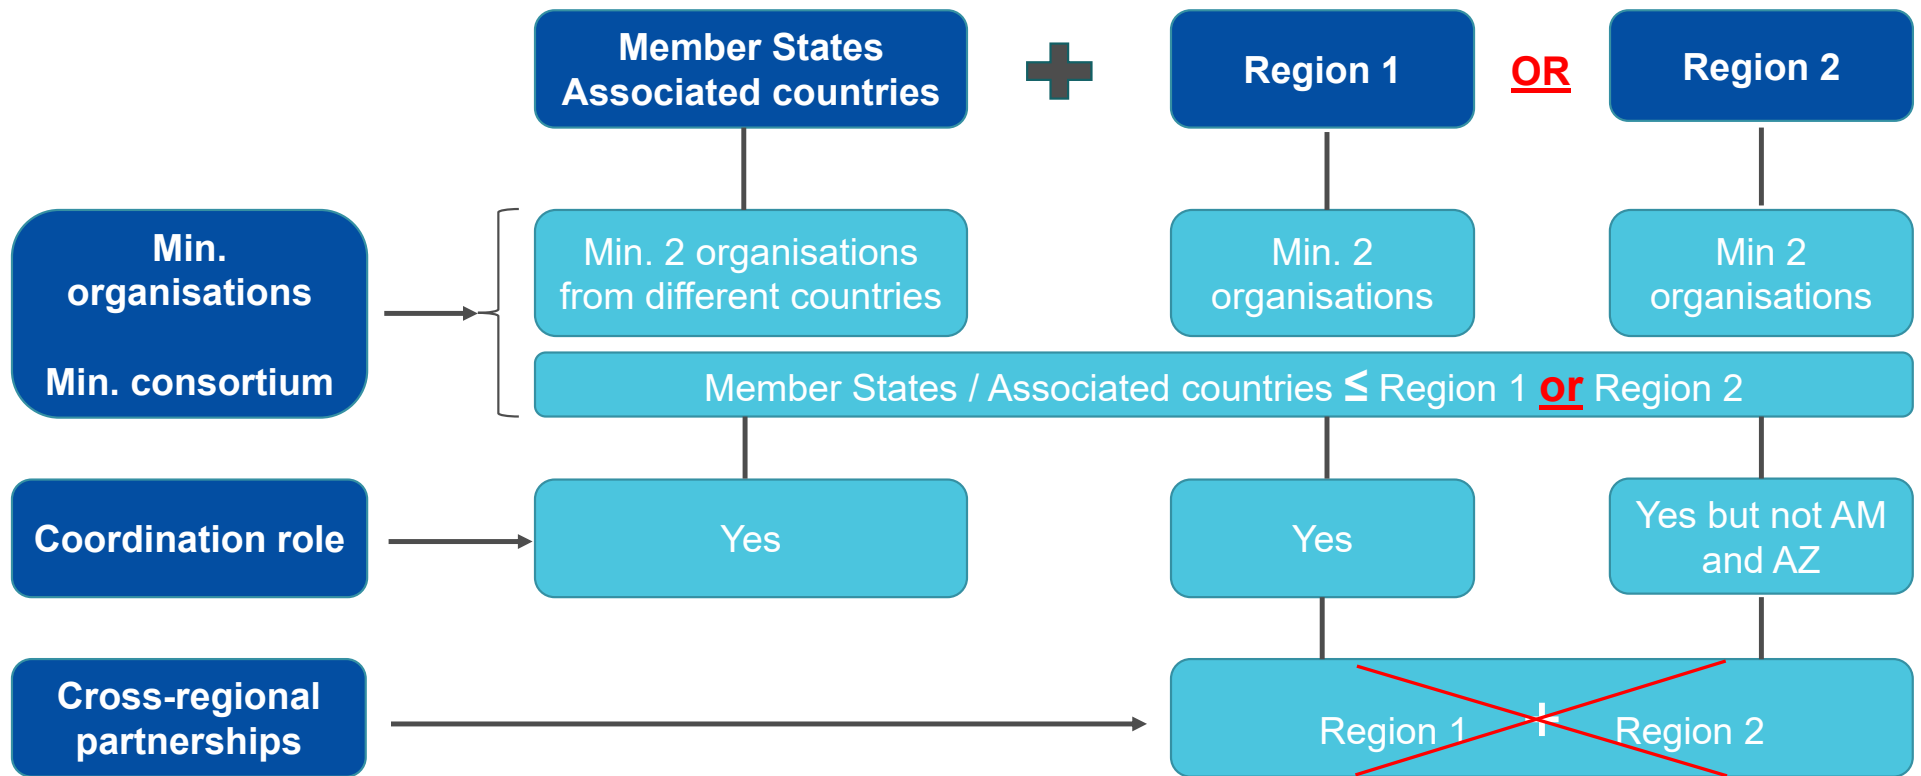 Member States
Associated countries
Region 1
OR
Region 2
Min.
organisations
Min. consortium
Min. 2 organisations
from different countries
Min. 2
organisations
Min 2
organisations
Member States / Associated countries ≤ Region 1 or Region 2
Coordination role
Yes
Yes
Yes but not AM
and AZ
Cross-regional
partnerships
Region 1 + Region 2